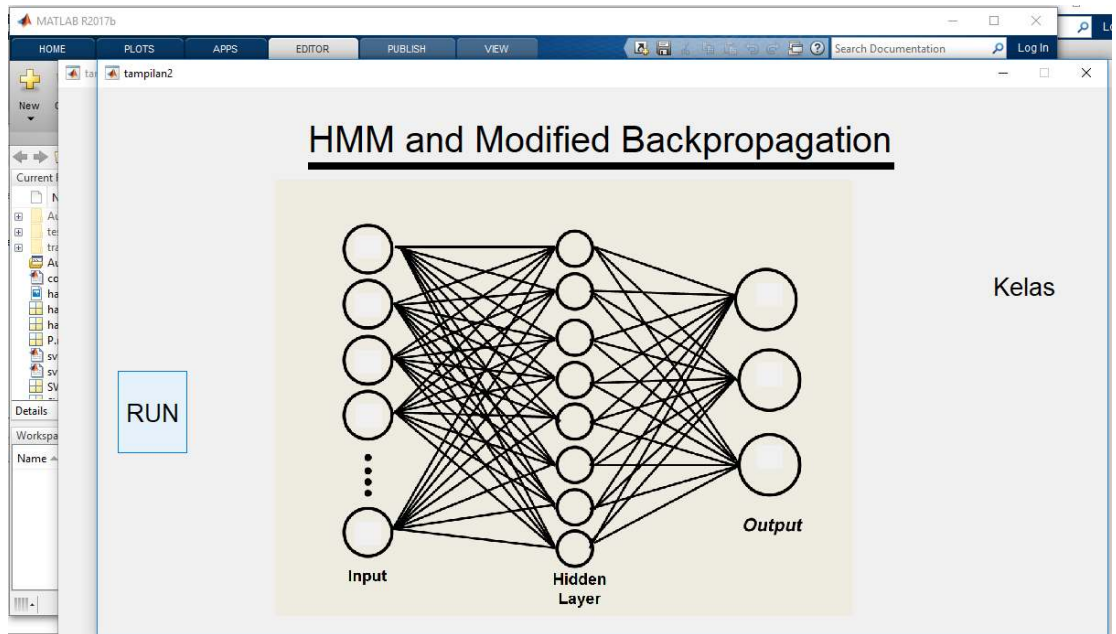 MATLAB R2017b
HOME PLOTS APPS EDITOR PUBLISH VIEW Search Documentation Log In
tampilan2
New
HMM and Modified Backpropagation
Current
Kelas
RUN
Details
Name
Output
Input
Hidden
Layer